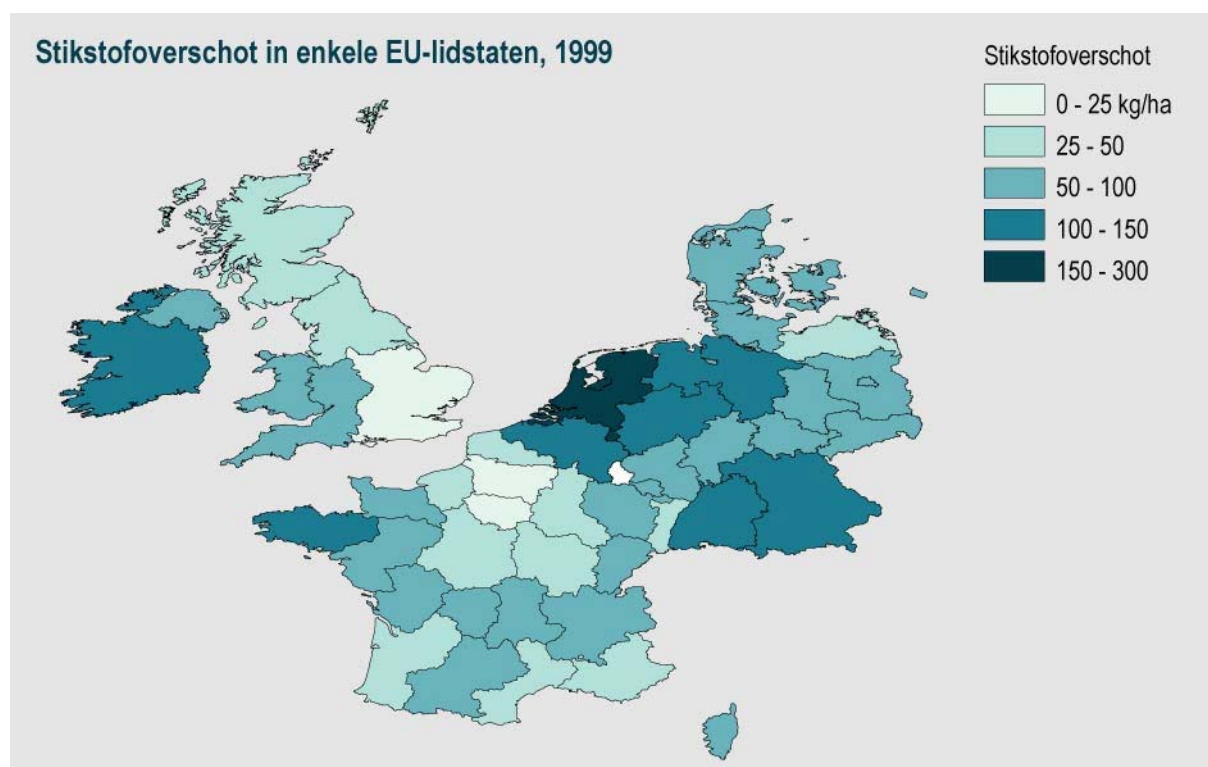 Stikstofoverschot in enkele EU-lidstaten, 1999
Stikstofoverschot
0 - 25 kg/ha
25 - 50
50 - 100
100 - 150
150 - 300